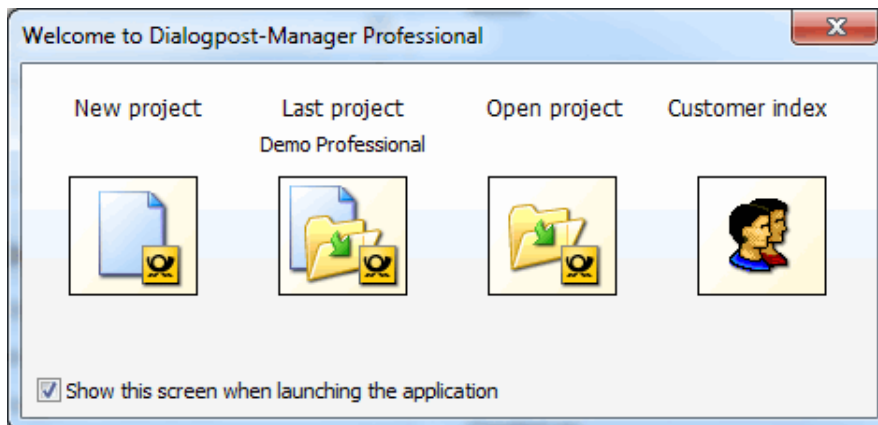 Welcome to Dialogpost-Manager Professional
New project
Last project
Open project
Customer index
Demo Professional
Show this screen when launching the application